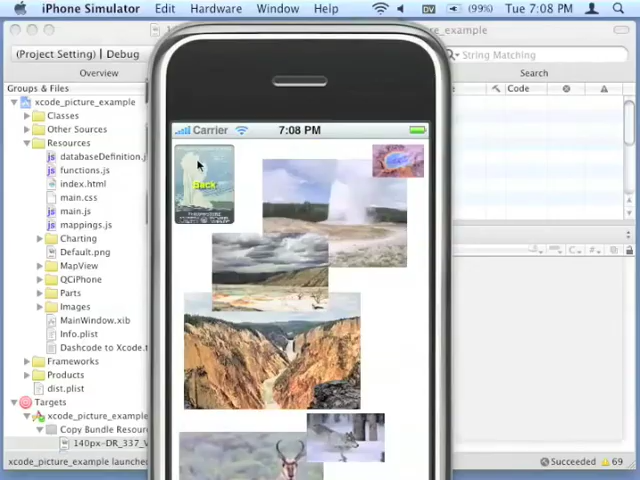 iPhone Simulator Edit Hardware Window Help (99%) Tue 7:08 PM
xcode_picture_example
(Project Setting) | Debug
String Matching
Overview
Search
Groups & Files
Code
xcode_picture_example
Classes
Other Sources
Resources
databaseDefinition.j
functions.js
index.html
main.css
main.js
mappings.js
Charting
Default.png
MapView
QCiPhone
Parts
Images
MainWindow.xib
Info.plist
Dashcode to Xcode.t
Frameworks
Products
dist.plist
Targets
xcode_picture_example
Copy Bundle Resour
140px-DR_337_V
xcode_picture_example launched
Succeeded
69
Carrier
7:08 PM
Back